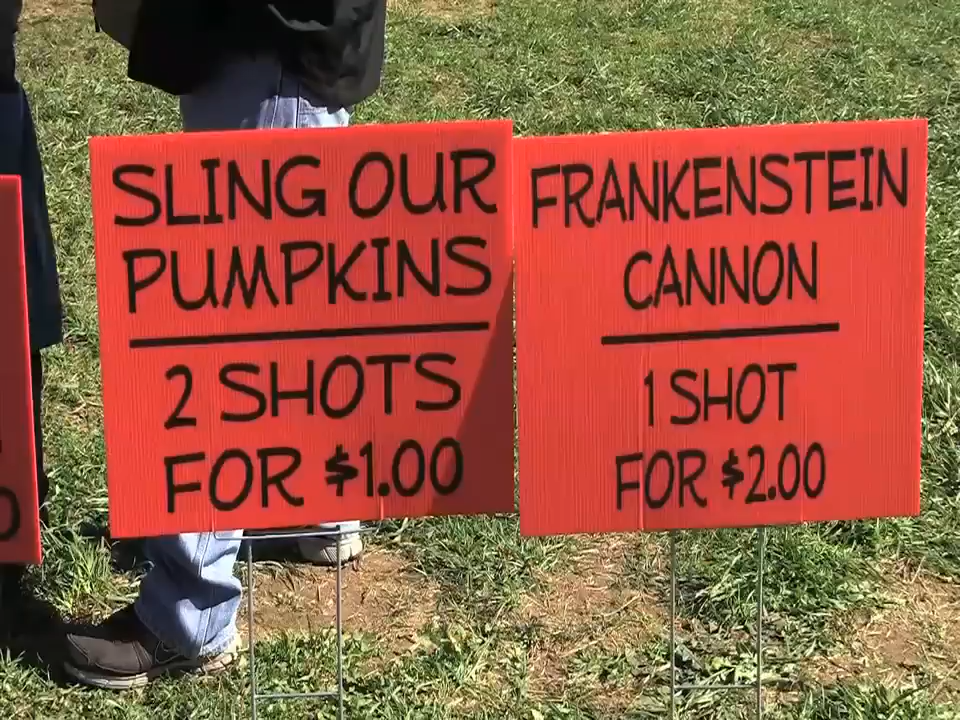 SLING OUR
PUMPKINS
2 SHOTS
FOR $1.00
FRANKENSTEIN
CANNON
1 SHOT
FOR $2.00